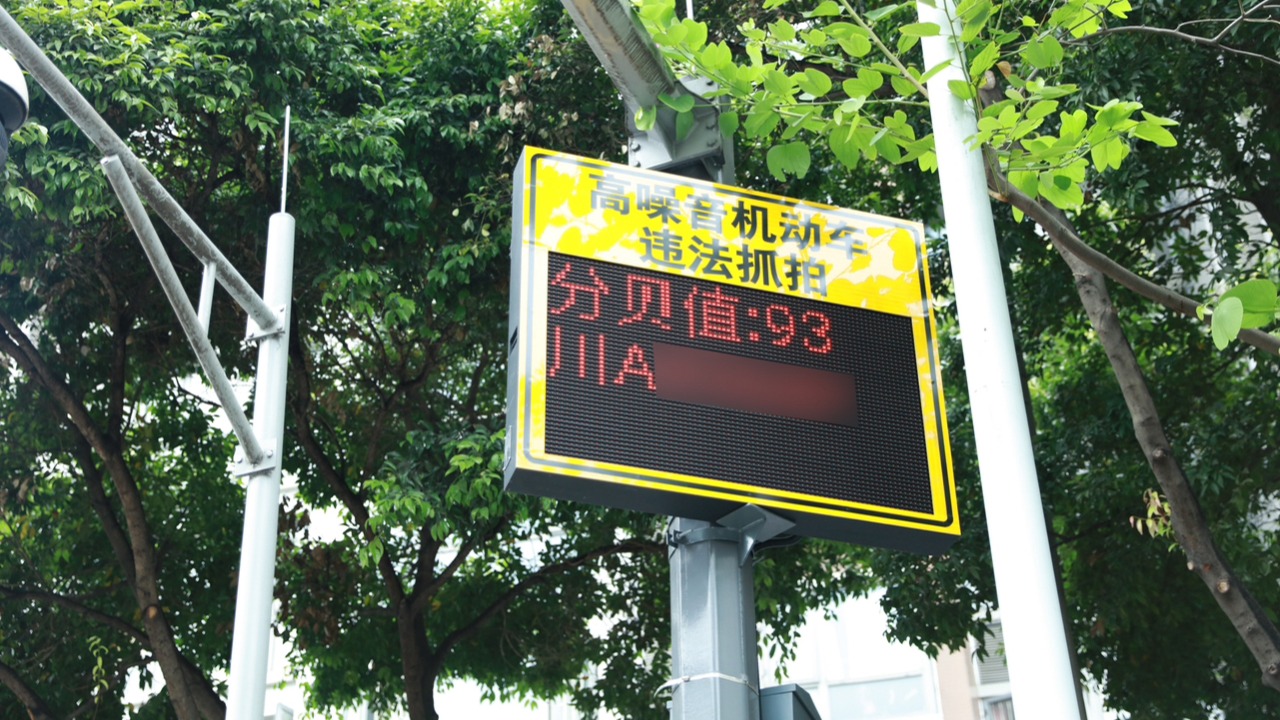 高噪音机动车
违法抓拍
分贝值:93
川A